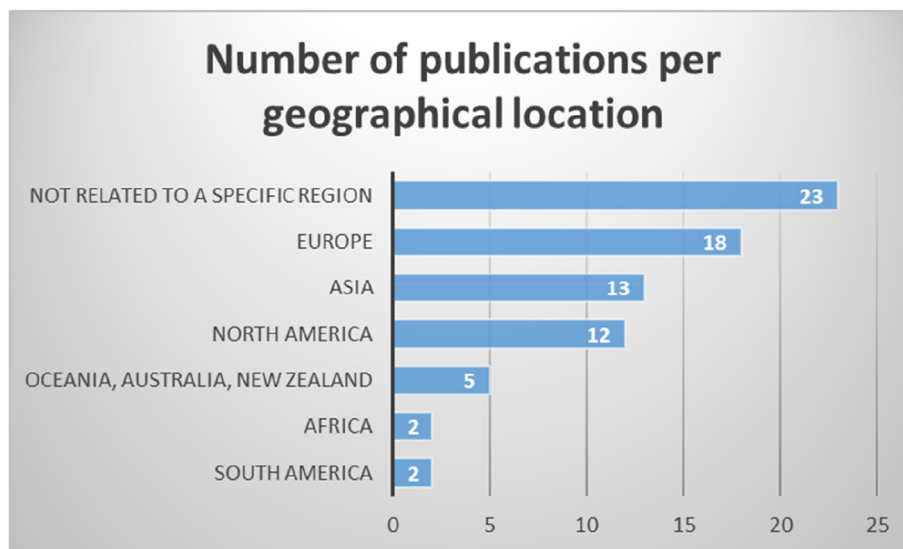 Number of publications per
geographical location
NOT RELATED TO A SPECIFIC REGION 23
EUROPE 18
ASIA 13
NORTH AMERICA 12
OCEANIA, AUSTRALIA, NEW ZEALAND 5
AFRICA 2
SOUTH AMERICA 2
0 5 10 15 20 25